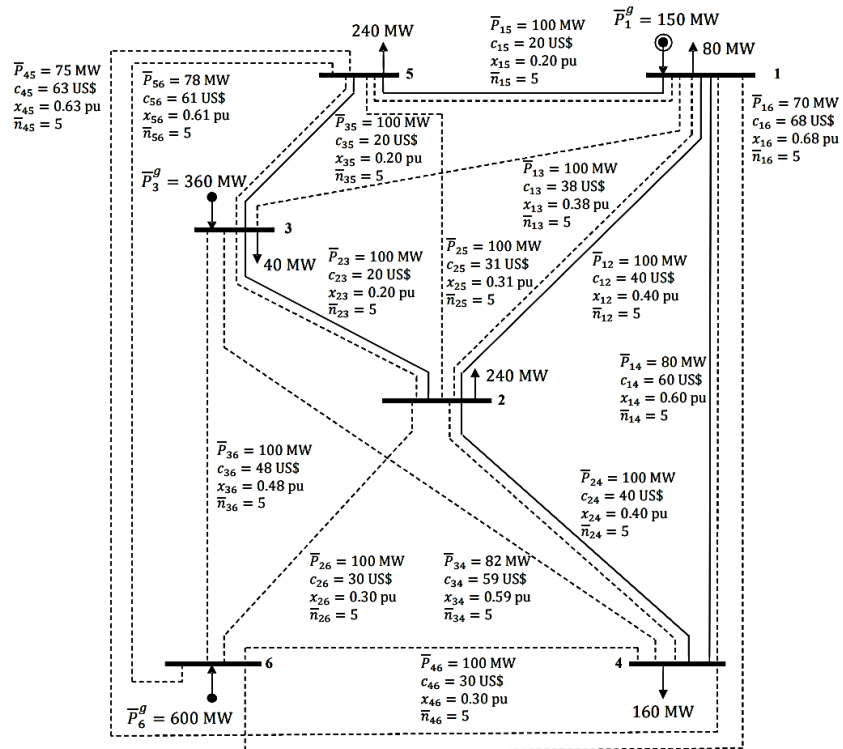 240 MW
5
P̅₁₅ = 100 MW
c₁₅ = 20 US$
x₁₅ = 0.20 pu
n̅₁₅ = 5
P̅₁ᵍ = 150 MW
80 MW
1
P̅₄₅ = 75 MW
c₄₅ = 63 US$
x₄₅ = 0.63 pu
n̅₄₅ = 5
P̅₅₆ = 78 MW
c₅₆ = 61 US$
x₅₆ = 0.61 pu
n̅₅₆ = 5
P̅₁₆ = 70 MW
c₁₆ = 68 US$
x₁₆ = 0.68 pu
n̅₁₆ = 5
P̅₃₅ = 100 MW
c₃₅ = 20 US$
x₃₅ = 0.20 pu
n̅₃₅ = 5
P̅₁₃ = 100 MW
c₁₃ = 38 US$
x₁₃ = 0.38 pu
n̅₁₃ = 5
P̅₃ᵍ = 360 MW
3
40 MW
P̅₂₃ = 100 MW
c₂₃ = 20 US$
x₂₃ = 0.20 pu
n̅₂₃ = 5
P̅₂₅ = 100 MW
c₂₅ = 31 US$
x₂₅ = 0.31 pu
n̅₂₅ = 5
P̅₁₂ = 100 MW
c₁₂ = 40 US$
x₁₂ = 0.40 pu
n̅₁₂ = 5
240 MW
2
P̅₁₄ = 80 MW
c₁₄ = 60 US$
x₁₄ = 0.60 pu
n̅₁₄ = 5
P̅₃₆ = 100 MW
c₃₆ = 48 US$
x₃₆ = 0.48 pu
n̅₃₆ = 5
P̅₂₄ = 100 MW
c₂₄ = 40 US$
x₂₄ = 0.40 pu
n̅₂₄ = 5
P̅₂₆ = 100 MW
c₂₆ = 30 US$
x₂₆ = 0.30 pu
n̅₂₆ = 5
P̅₃₄ = 82 MW
c₃₄ = 59 US$
x₃₄ = 0.59 pu
n̅₃₄ = 5
6
4
P̅₄₆ = 100 MW
c₄₆ = 30 US$
x₄₆ = 0.30 pu
n̅₄₆ = 5
P̅₆ᵍ = 600 MW
160 MW